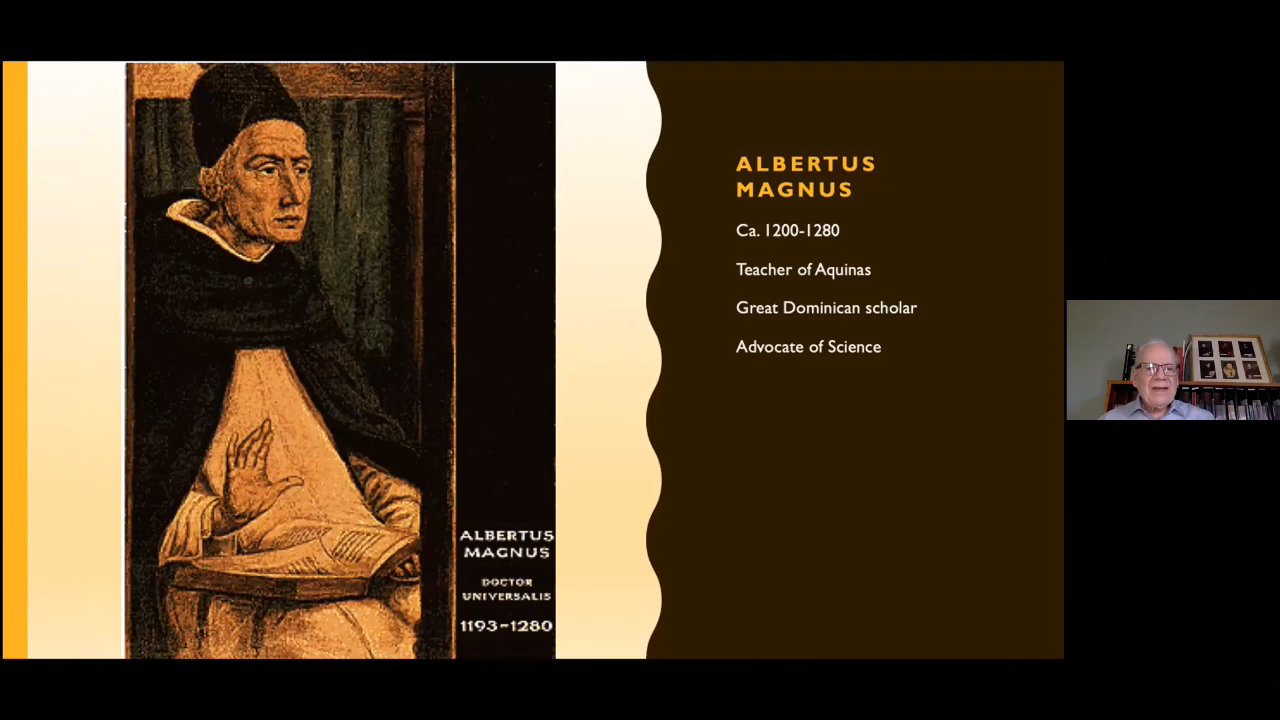 ALBERTUS
MAGNUS
DOCTOR
UNIVERSALIS
1193-1280
ALBERTUS
MAGNUS
Ca. 1200-1280
Teacher of Aquinas
Great Dominican scholar
Advocate of Science